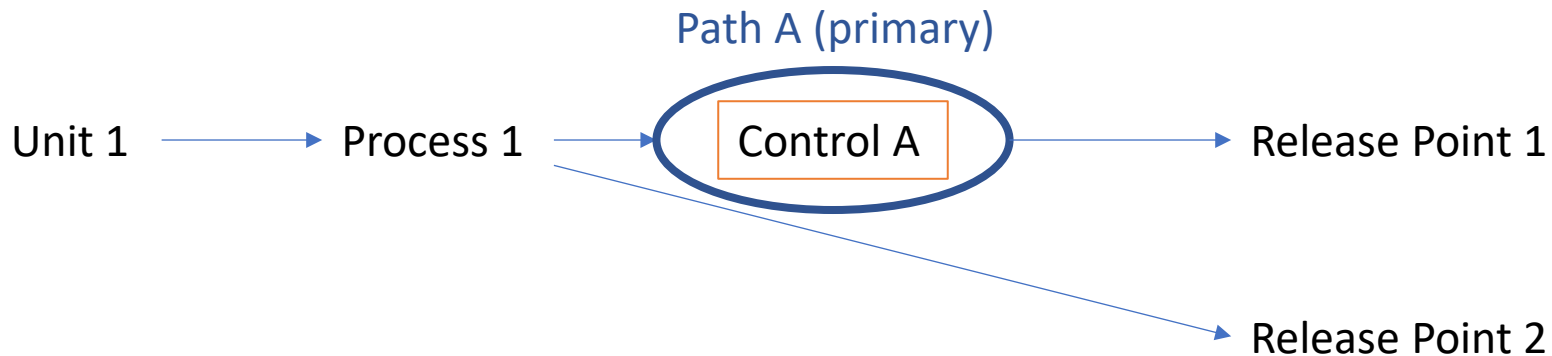 Path A (primary)
Unit 1 Process 1 Control A Release Point 1
Release Point 2